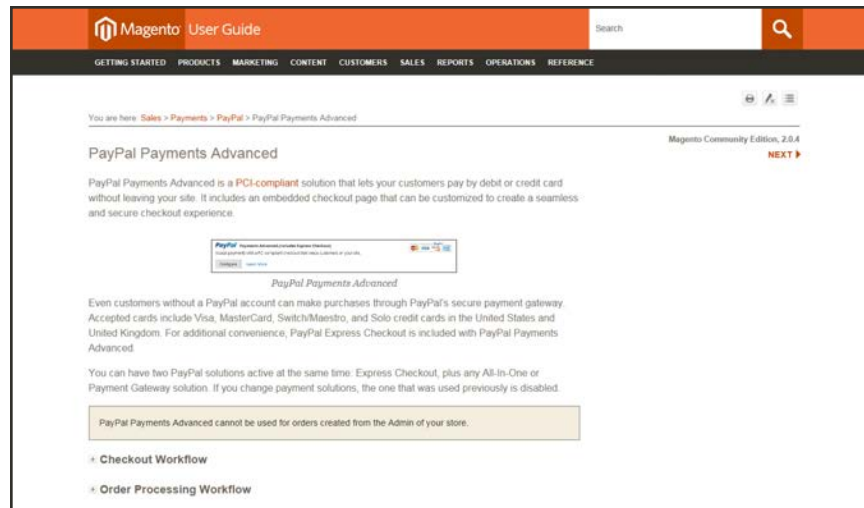 Magento User Guide
Search
GETTING STARTED PRODUCTS MARKETING CONTENT CUSTOMERS SALES REPORTS OPERATIONS REFERENCE
You are here: Sales > Payments > PayPal > PayPal Payments Advanced
Magento Community Edition, 2.0.4
NEXT
PayPal Payments Advanced
PayPal Payments Advanced is a PCI-compliant solution that lets your customers pay by debit or credit card
without leaving your site. It includes an embedded checkout page that can be customized to create a seamless
and secure checkout experience.
PayPal Payments Advanced (Includes Express Checkout)
Configure Learn More
PayPal Payments Advanced
Even customers without a PayPal account can make purchases through PayPal's secure payment gateway.
Accepted cards include Visa, MasterCard, Switch/Maestro, and Solo credit cards in the United States and
United Kingdom. For additional convenience, PayPal Express Checkout is included with PayPal Payments
Advanced.
You can have two PayPal solutions active at the same time: Express Checkout, plus any All-In-One or
Payment Gateway solution. If you change payment solutions, the one that was used previously is disabled.
PayPal Payments Advanced cannot be used for orders created from the Admin of your store.
Checkout Workflow
Order Processing Workflow